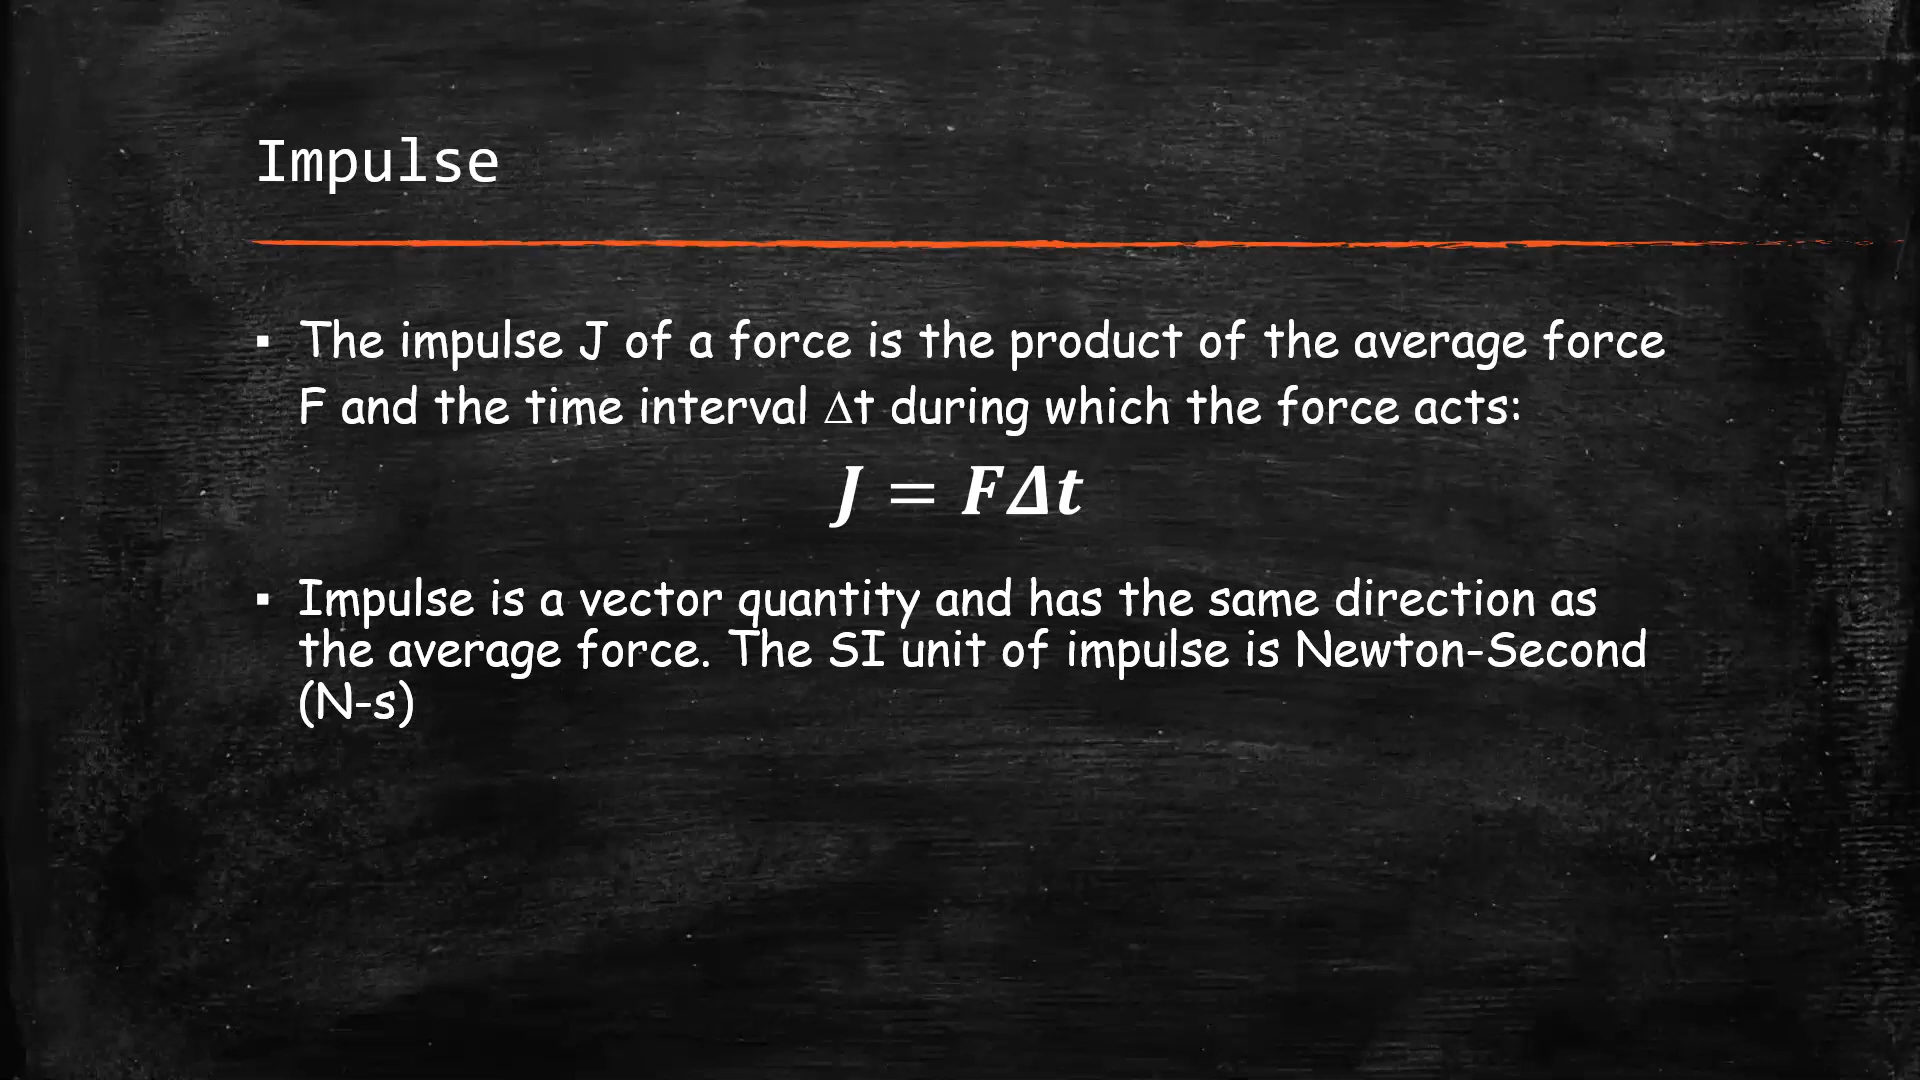 Impulse
▪ The impulse J of a force is the product of the average force
F and the time interval Δt during which the force acts:
J = FΔt
▪ Impulse is a vector quantity and has the same direction as
the average force. The SI unit of impulse is Newton-Second
(N-s)